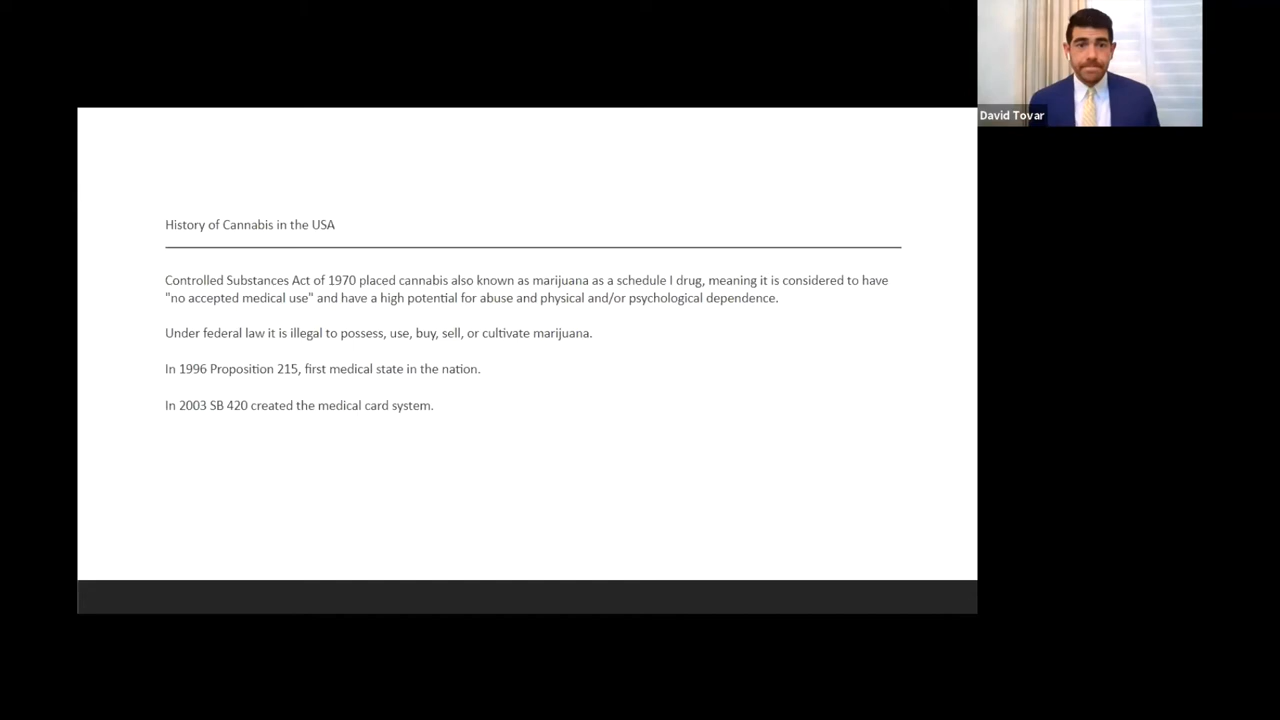 David Tovar
History of Cannabis in the USA
Controlled Substances Act of 1970 placed cannabis also known as marijuana as a schedule I drug, meaning it is considered to have
"no accepted medical use" and have a high potential for abuse and physical and/or psychological dependence.
Under federal law it is illegal to possess, use, buy, sell, or cultivate marijuana.
In 1996 Proposition 215, first medical state in the nation.
In 2003 SB 420 created the medical card system.